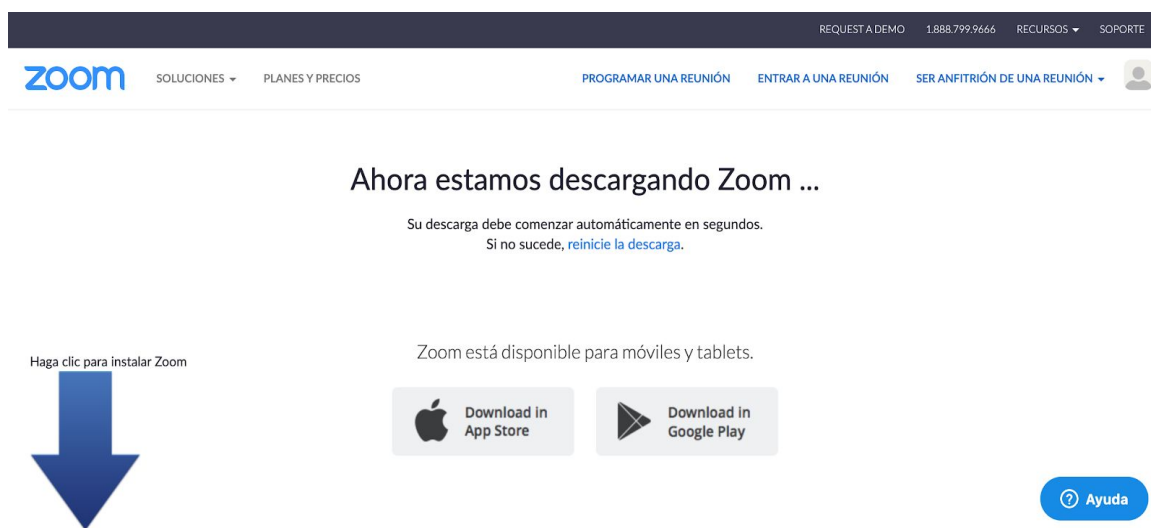 REQUEST A DEMO 1.888.799.9666 RECURSOS SOPORTE
zoom SOLUCIONES PLANES Y PRECIOS PROGRAMAR UNA REUNIÓN ENTRAR A UNA REUNIÓN SER ANFITRIÓN DE UNA REUNIÓN
Ahora estamos descargando Zoom ...
Su descarga debe comenzar automáticamente en segundos.
Si no sucede, reinicie la descarga.
Haga clic para instalar Zoom
Zoom está disponible para móviles y tablets.
Download in
App Store
Download in
Google Play
? Ayuda